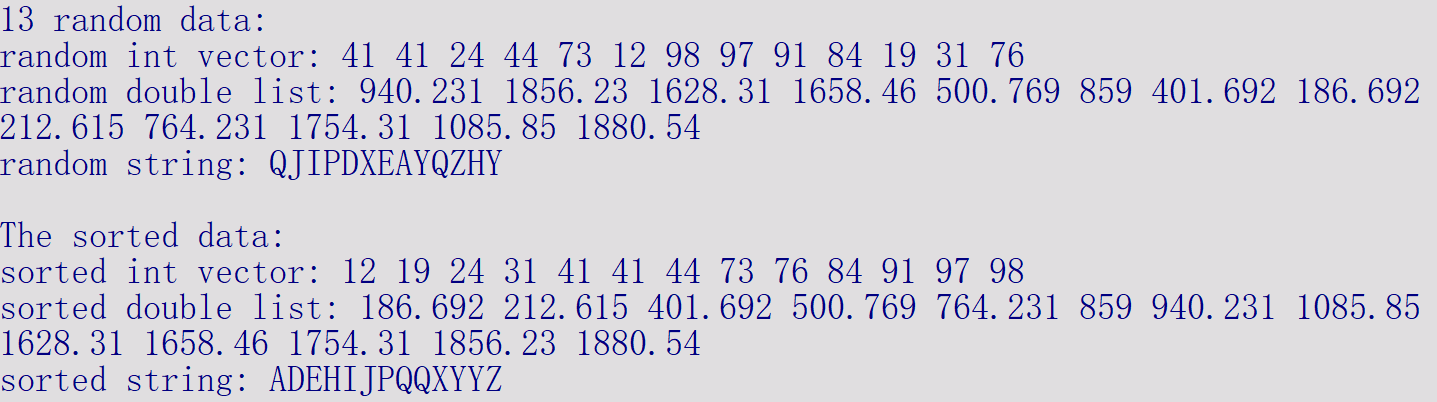 13 random data:
random int vector: 41 41 24 44 73 12 98 97 91 84 19 31 76
random double list: 940.231 1856.23 1628.31 1658.46 500.769 859 401.692 186.692
212.615 764.231 1754.31 1085.85 1880.54
random string: QJIPDXEAYQZHY
The sorted data:
sorted int vector: 12 19 24 31 41 41 44 73 76 84 91 97 98
sorted double list: 186.692 212.615 401.692 500.769 764.231 859 940.231 1085.85
1628.31 1658.46 1754.31 1856.23 1880.54
sorted string: ADEHIJPQQXYYZ